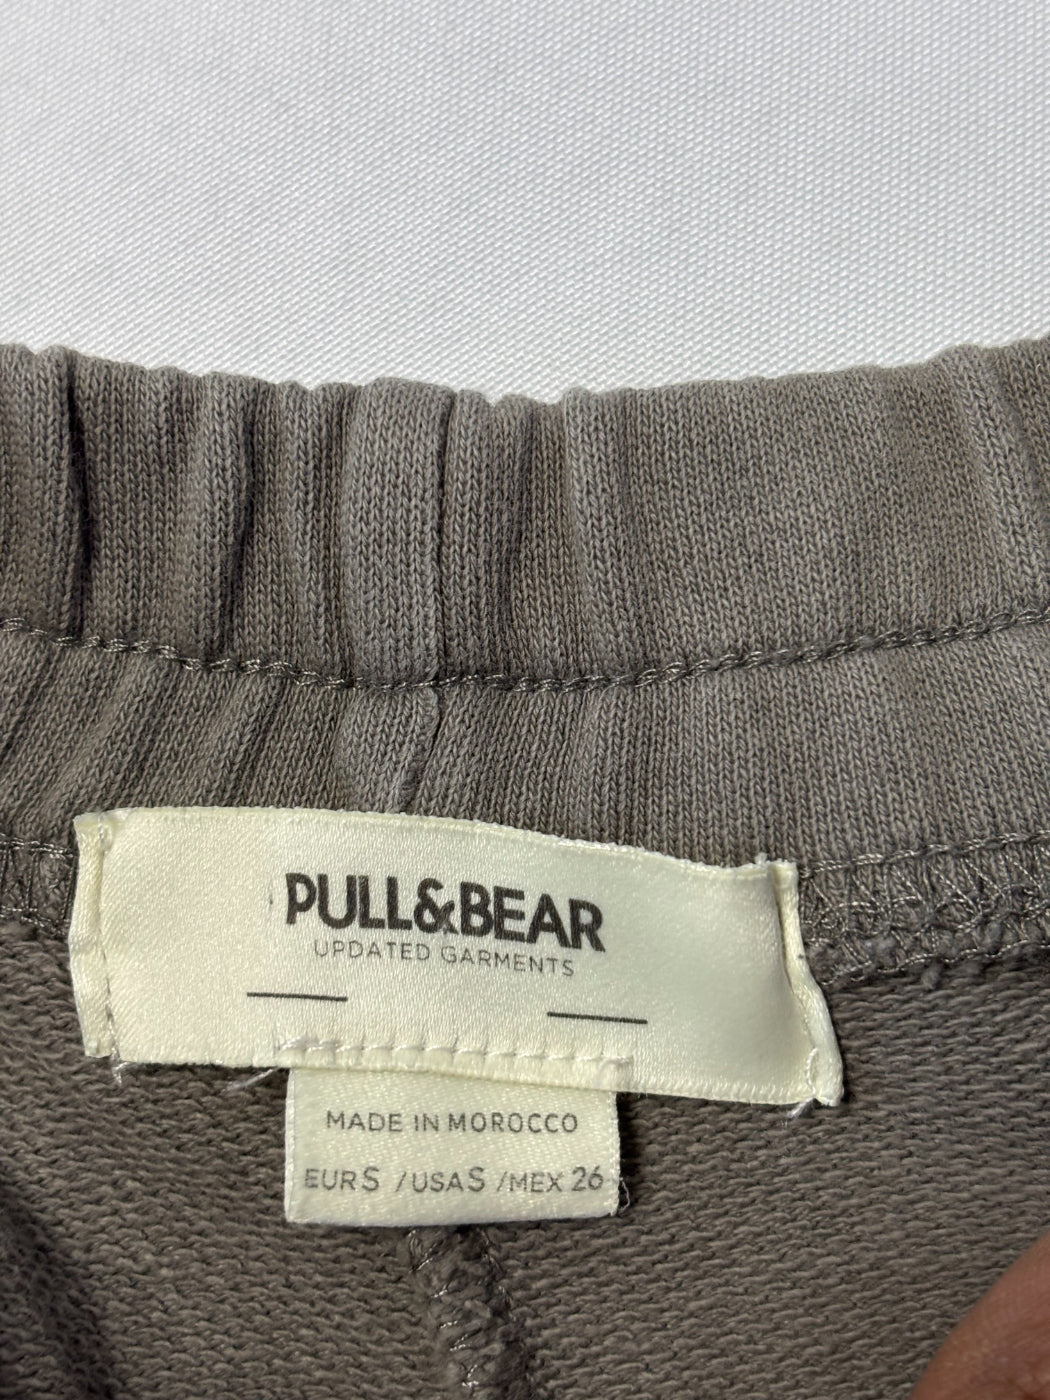 PULL&BEAR
UPDATED GARMENTS
MADE IN MOROCCO
EUR S / USA S / MEX 26